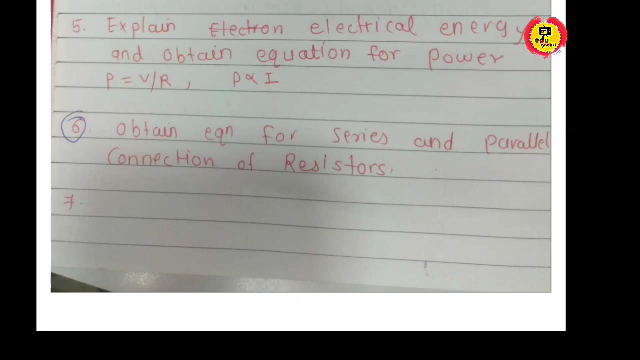 5. Explain Electron electrical energy
and obtain equation for power
P = V/R , P ∝ I
6. Obtain eqn for series and parallel
Connection of Resistors.
7.
edu